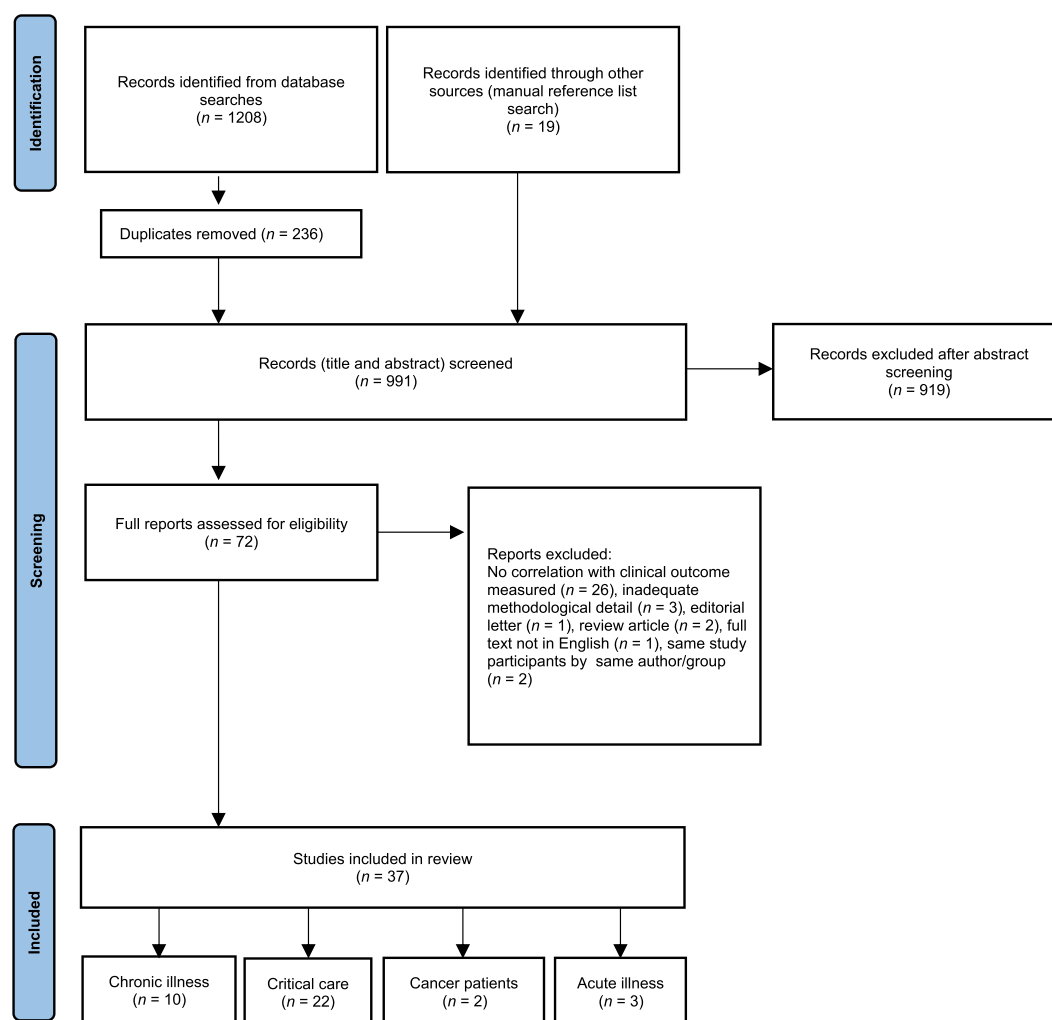 Identification
Records identified from database
searches
(n = 1208)
Records identified through other
sources (manual reference list
search)
(n = 19)
Duplicates removed (n = 236)
Screening
Records (title and abstract) screened
(n = 991)
Records excluded after abstract
screening
(n = 919)
Full reports assessed for eligibility
(n = 72)
Reports excluded:
No correlation with clinical outcome
measured (n = 26), inadequate
methodological detail (n = 3), editorial
letter (n = 1), review article (n = 2), full
text not in English (n = 1), same study
participants by same author/group
(n = 2)
Included
Studies included in review
(n = 37)
Chronic illness
(n = 10)
Critical care
(n = 22)
Cancer patients
(n = 2)
Acute illness
(n = 3)